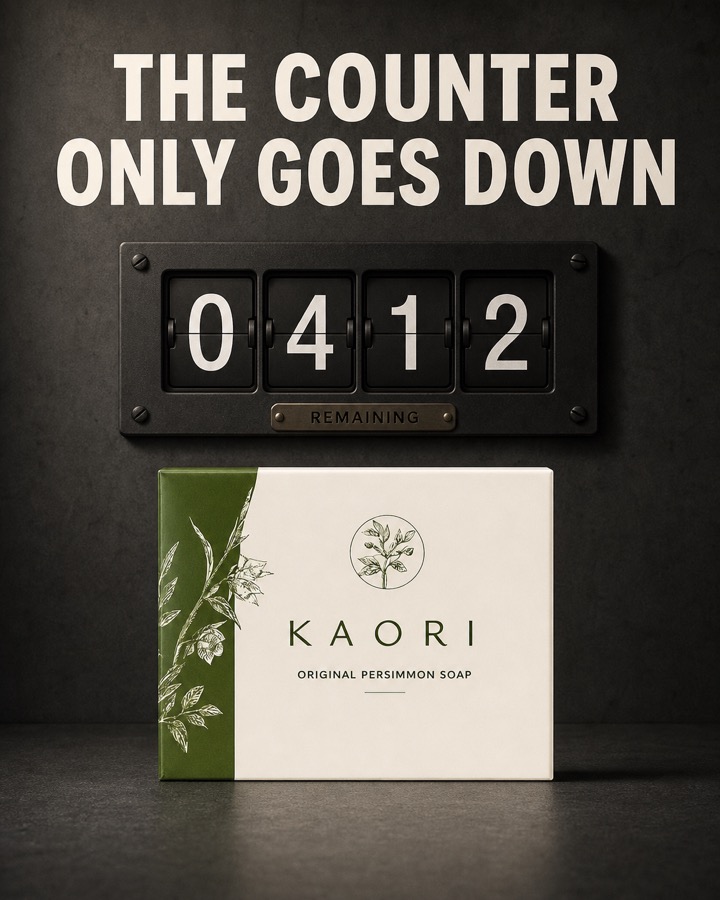 THE COUNTER
ONLY GOES DOWN
0412
REMAINING
KAORI
ORIGINAL PERSIMMON SOAP